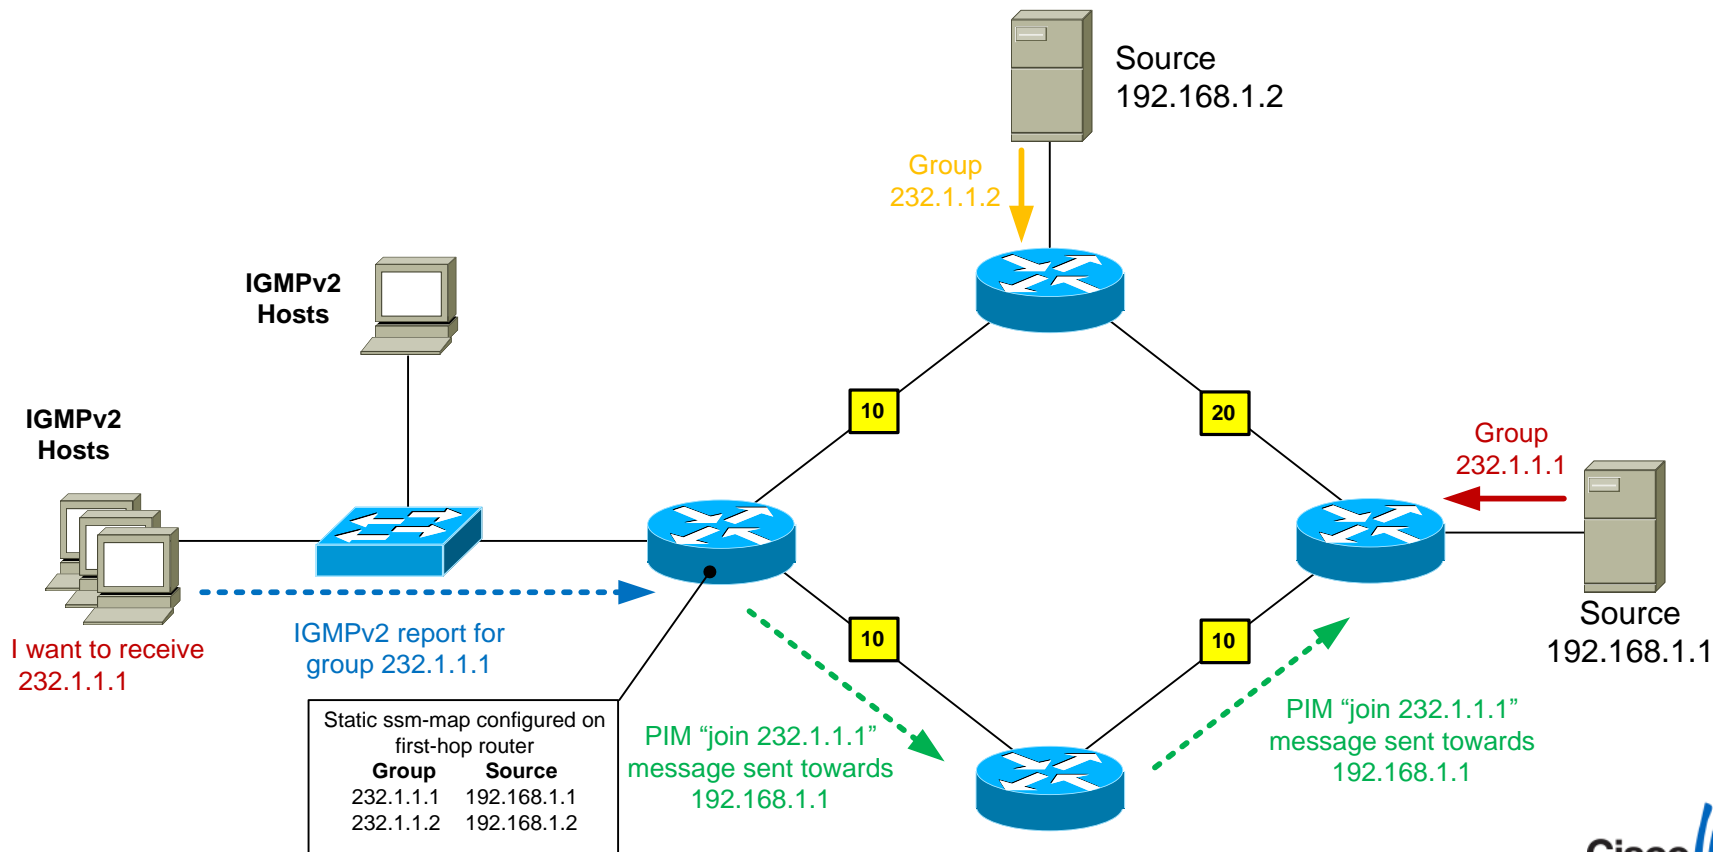 Source
192.168.1.2
Group
232.1.1.2
IGMPv2
Hosts
IGMPv2
Hosts
10
20
Group
232.1.1.1
I want to receive
232.1.1.1
IGMPv2 report for
group 232.1.1.1
10
10
Source
192.168.1.1
Static ssm-map configured on
first-hop router
Group Source
232.1.1.1 192.168.1.1
232.1.1.2 192.168.1.2
PIM “join 232.1.1.1”
message sent towards
192.168.1.1
PIM “join 232.1.1.1”
message sent towards
192.168.1.1
Cisco